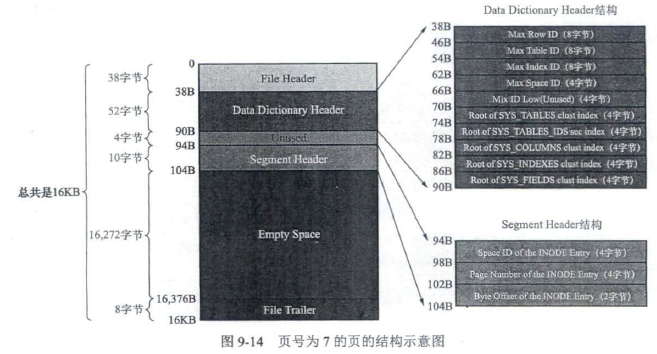 Data Dictionary Header结构
38B
Max Row ID (8字节)
46B
Max Table ID (8字节)
54B
Max Index ID (8字节)
62B
Max Space ID (4字节)
66B
Mix ID Low(Unused) (4字节)
70B
Root of SYS_TABLES clust index (4字节)
74B
Root of SYS_TABLES_IDS sec index (4字节)
78B
Root of SYS_COLUMNS clust index (4字节)
82B
Root of SYS_INDEXES clust index (4字节)
86B
Root of SYS_FIELDS clust index (4字节)
90B
总共是16KB
0
38字节
File Header
38B
52字节
Data Dictionary Header
90B
4字节
Unused
94B
10字节
Segment Header
104B
16,272字节
Empty Space
16,376B
8字节
File Trailer
16KB
Segment Header结构
94B
Space ID of the INODE Entry (4字节)
98B
Page Number of the INODE Entry (4字节)
102B
Byte Offset of the INODE Entry (2字节)
104B
图 9-14 页号为 7 的页的结构示意图